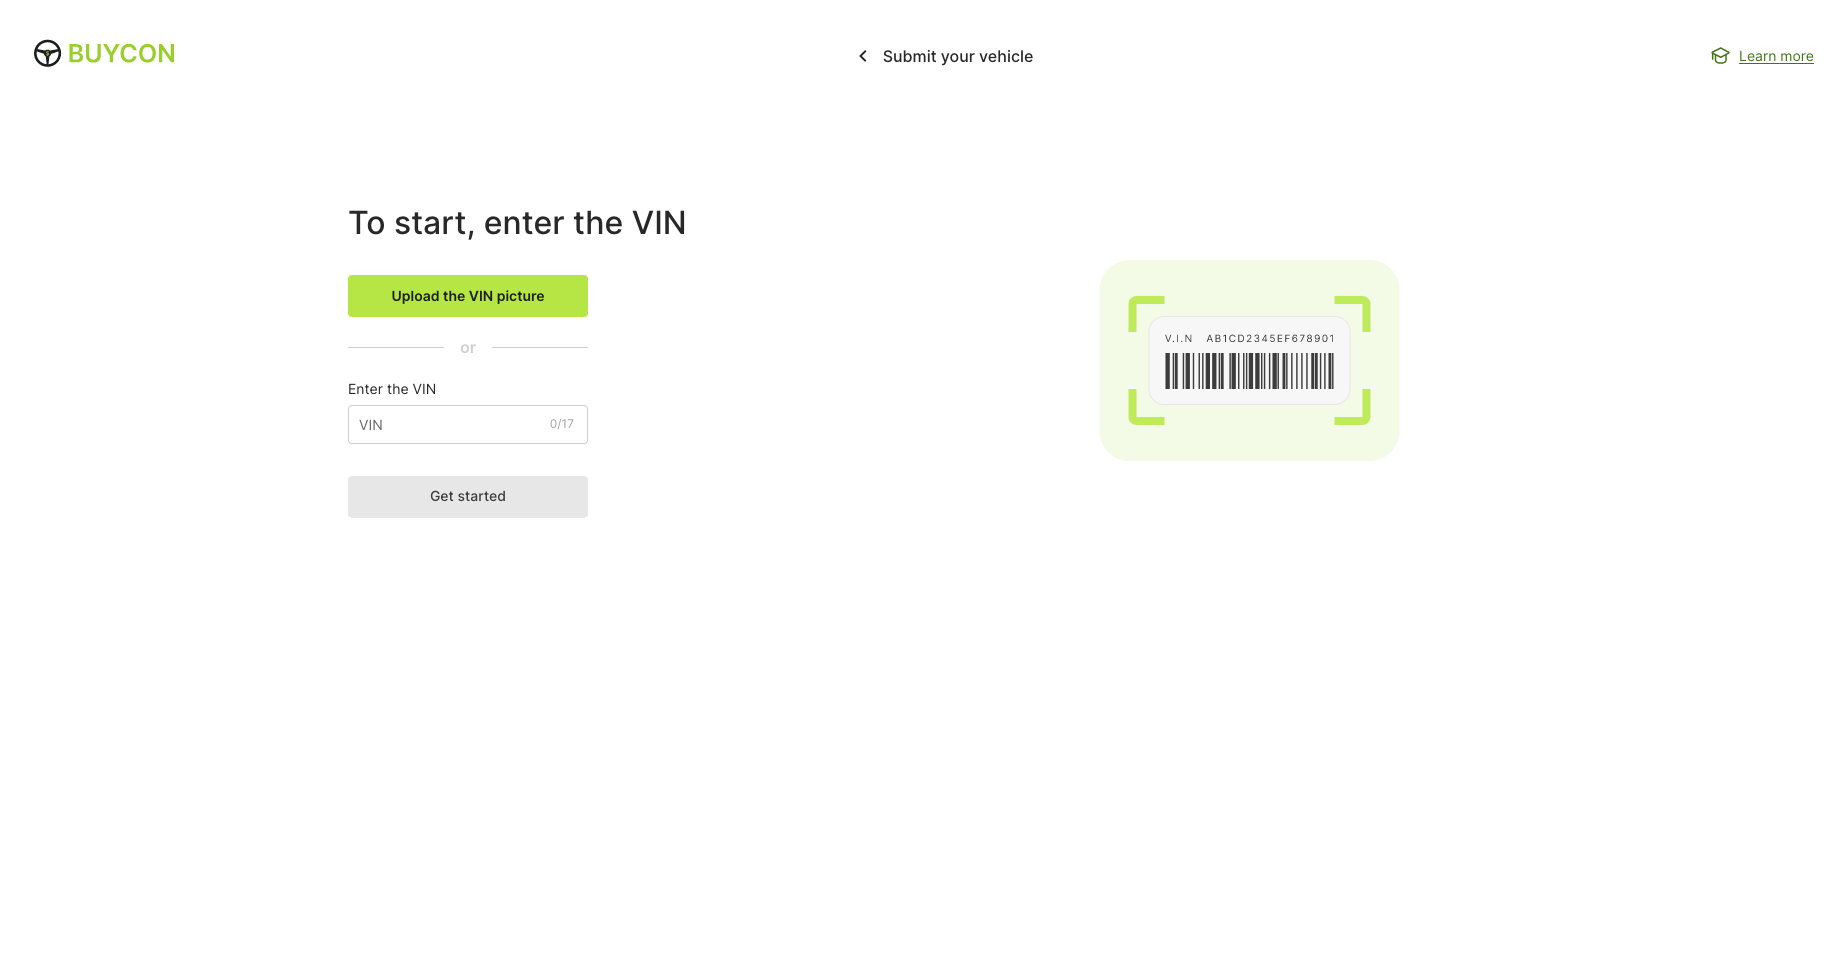 BUYCON
Submit your vehicle
Learn more
To start, enter the VIN
Upload the VIN picture
or
Enter the VIN
VIN 0/17
Get started
V.I.N AB1CD2345EF678901